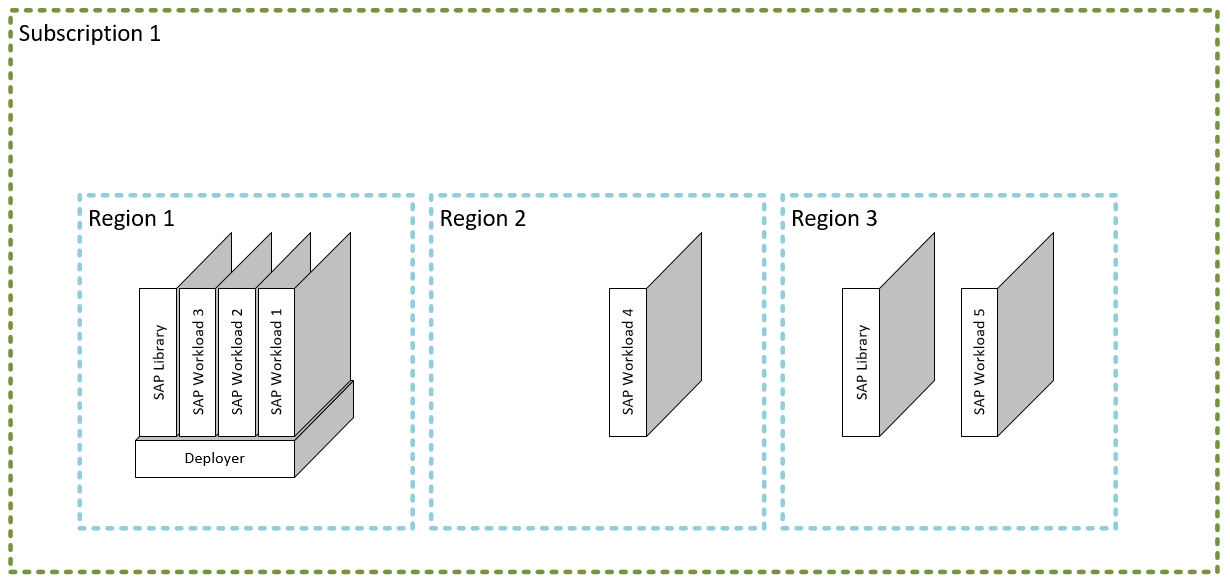 Subscription 1
Region 1
SAP Library
SAP Workload 3
SAP Workload 2
SAP Workload 1
Deployer
Region 2
SAP Workload 4
Region 3
SAP Library
SAP Workload 5